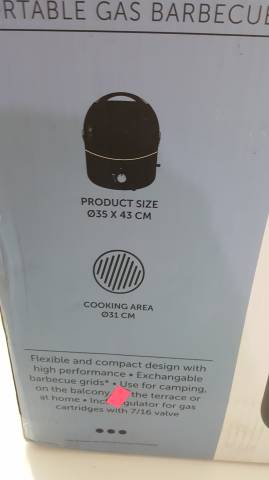 RTABLE GAS BARBECUE
PRODUCT SIZE
Ø35 X 43 CM
COOKING AREA
Ø31 CM
Flexible and compact design with
high performance • Exchangable
barbecue grids* • Use for camping,
on the balcony the terrace or
at home • for gas
cartridges with 7/16 valve